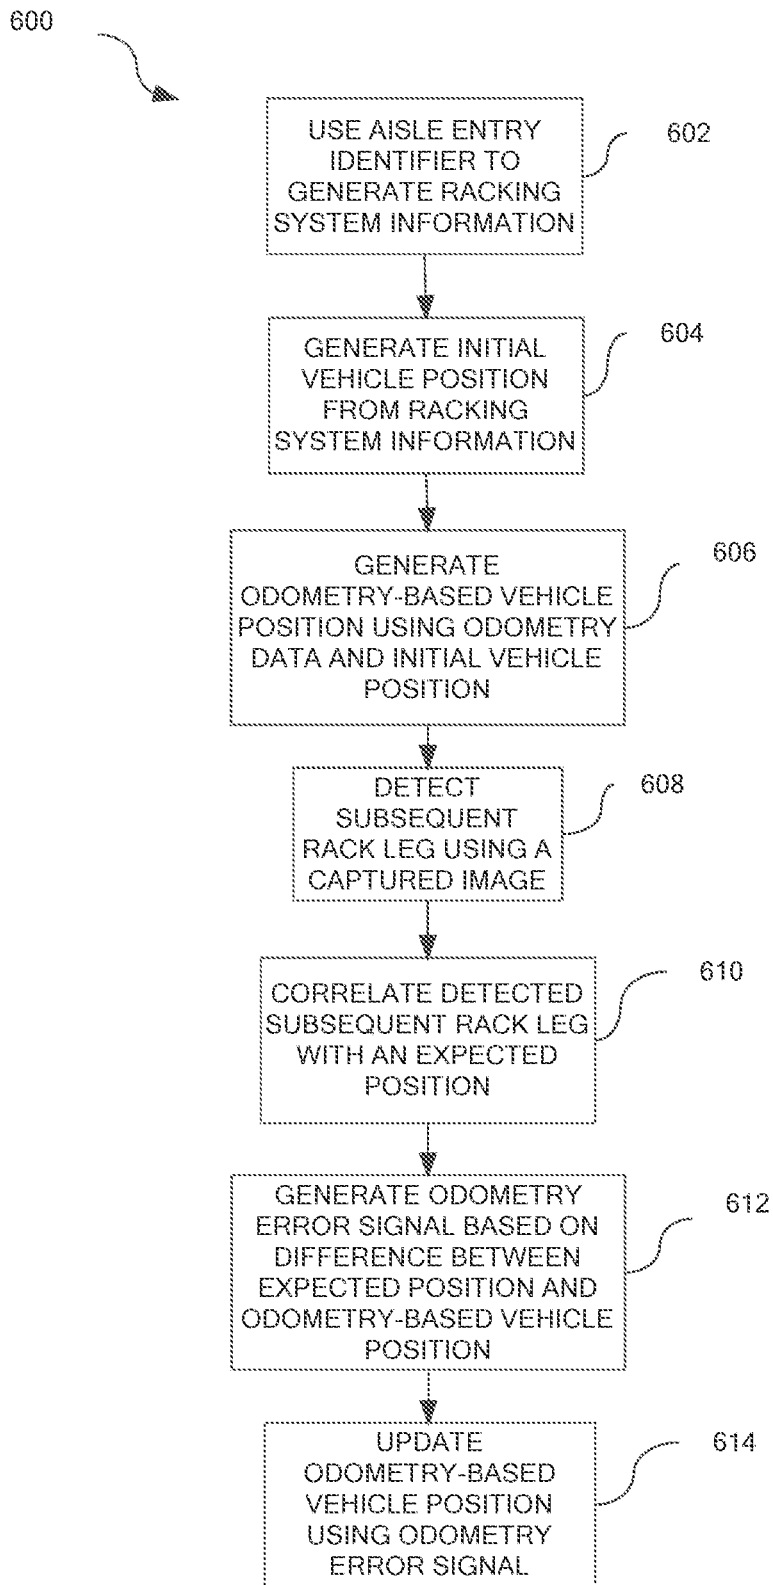 600
USE AISLE ENTRY
IDENTIFIER TO
GENERATE RACKING
SYSTEM INFORMATION
602
GENERATE INITIAL
VEHICLE POSITION
FROM RACKING
SYSTEM INFORMATION
604
GENERATE
ODOMETRY-BASED VEHICLE
POSITION USING ODOMETRY
DATA AND INITIAL VEHICLE
POSITION
606
DETECT
SUBSEQUENT
RACK LEG USING A
CAPTURED IMAGE
608
CORRELATE DETECTED
SUBSEQUENT RACK LEG
WITH AN EXPECTED
POSITION
610
GENERATE ODOMETRY
ERROR SIGNAL BASED ON
DIFFERENCE BETWEEN
EXPECTED POSITION AND
ODOMETRY-BASED VEHICLE
POSITION
612
UPDATE
ODOMETRY-BASED
VEHICLE POSITION
USING ODOMETRY
ERROR SIGNAL
614